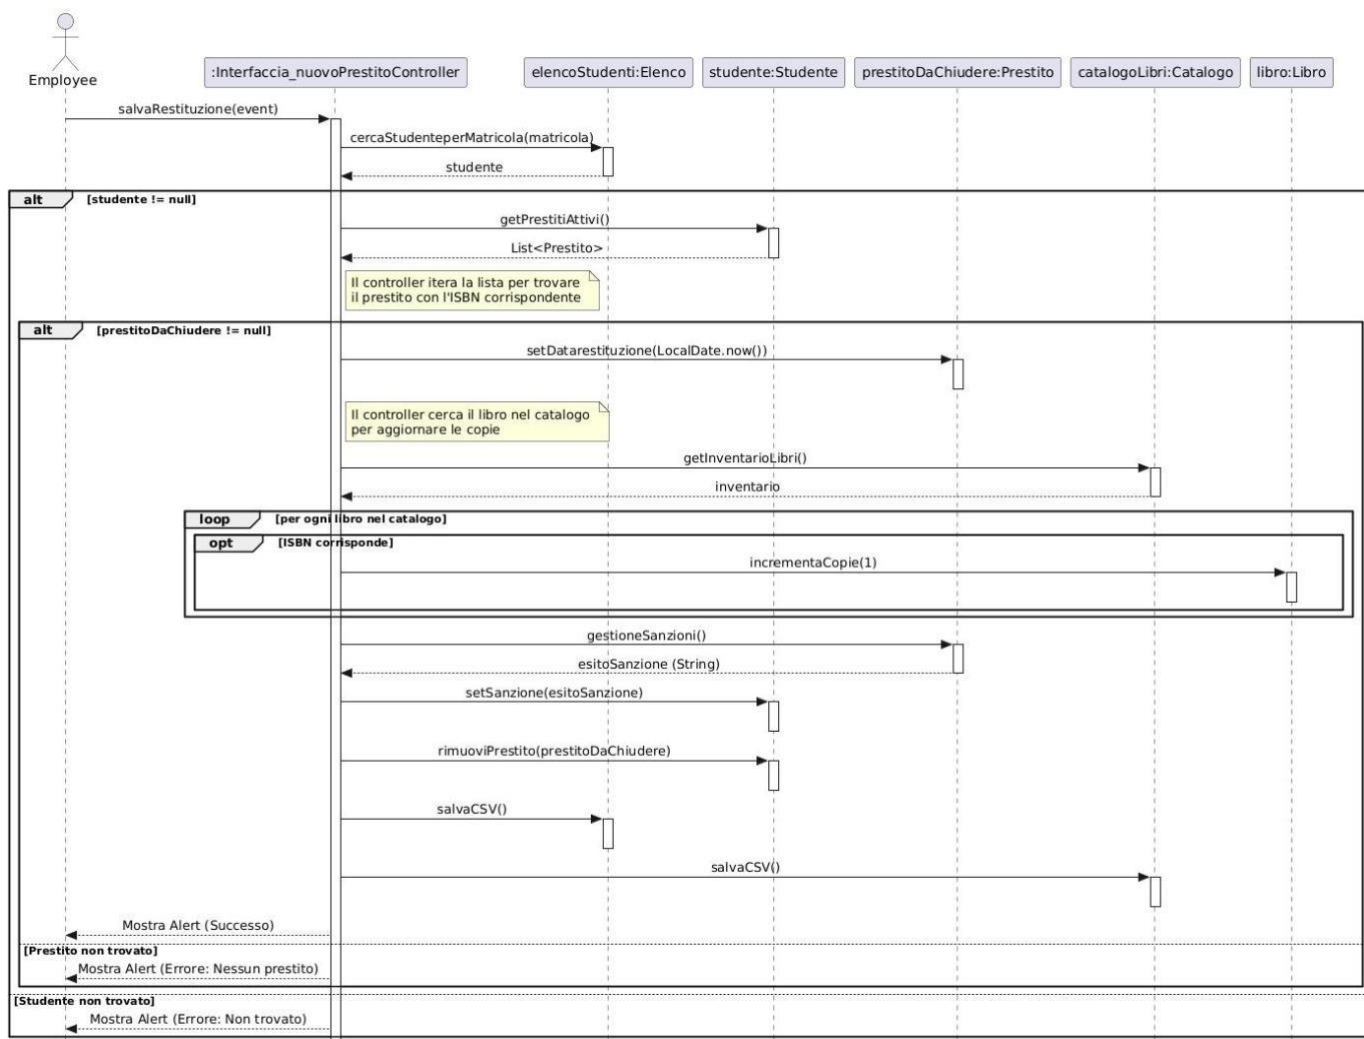 Employee
:Interfaccia_nuovoPrestitoController
elencoStudenti:Elenco
studente:Studente
prestitoDaChiudere:Prestito
catalogoLibri:Catalogo
libro:Libro
salvaRestituzione(event)
cercaStudenteperMatricola(matricola)
studente
alt
[studente != null]
getPrestitiAttivi()
List<Prestito>
Il controller itera la lista per trovare
il prestito con l'ISBN corrispondente
alt
[prestitoDaChiudere != null]
setDatarestituzione(LocalDate.now())
Il controller cerca il libro nel catalogo
per aggiornare le copie
getInventarioLibri()
inventario
loop
[per ogni libro nel catalogo]
opt
[ISBN corrisponde]
incrementaCopie(1)
gestioneSanzioni()
esitoSanzione (String)
setSanzione(esitoSanzione)
rimuoviPrestito(prestitoDaChiudere)
salvaCSV()
salvaCSV()
Mostra Alert (Successo)
[Prestito non trovato]
Mostra Alert (Errore: Nessun prestito)
[Studente non trovato]
Mostra Alert (Errore: Non trovato)